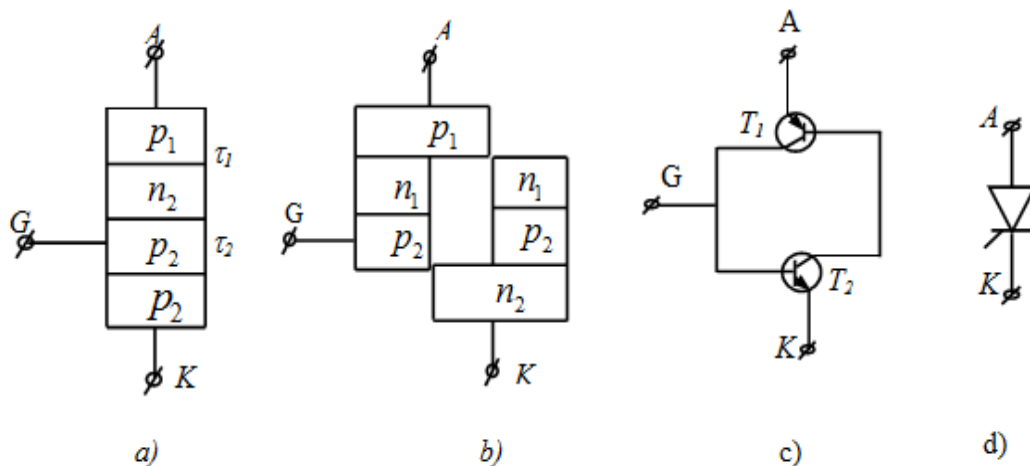 A
p₁
τ₁
n₂
G
p₂
τ₂
p₂
K
a)
A
p₁
n₁
n₁
G
p₂
p₂
n₂
K
b)
A
T₁
G
T₂
K
c)
A
K
d)